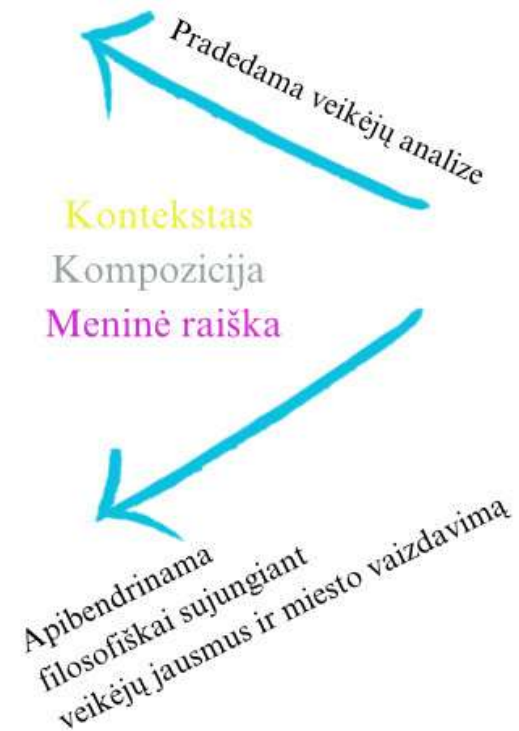 Pradedama veikėjų analize
Kontekstas
Kompozicija
Meninė raiška
Apibendrinama
filosofiškai sujungiant
veikėjų jausmus ir miesto vaizdavimą